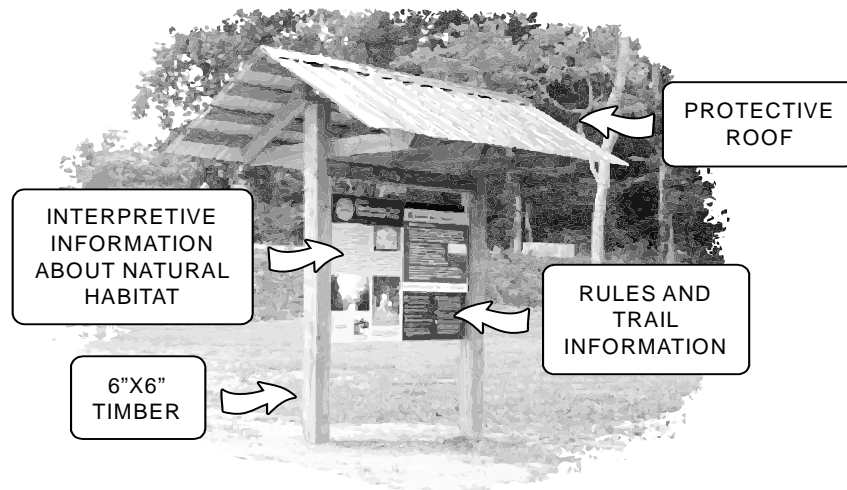 PROTECTIVE
ROOF
INTERPRETIVE
INFORMATION
ABOUT NATURAL
HABITAT
RULES AND
TRAIL
INFORMATION
6”X6”
TIMBER